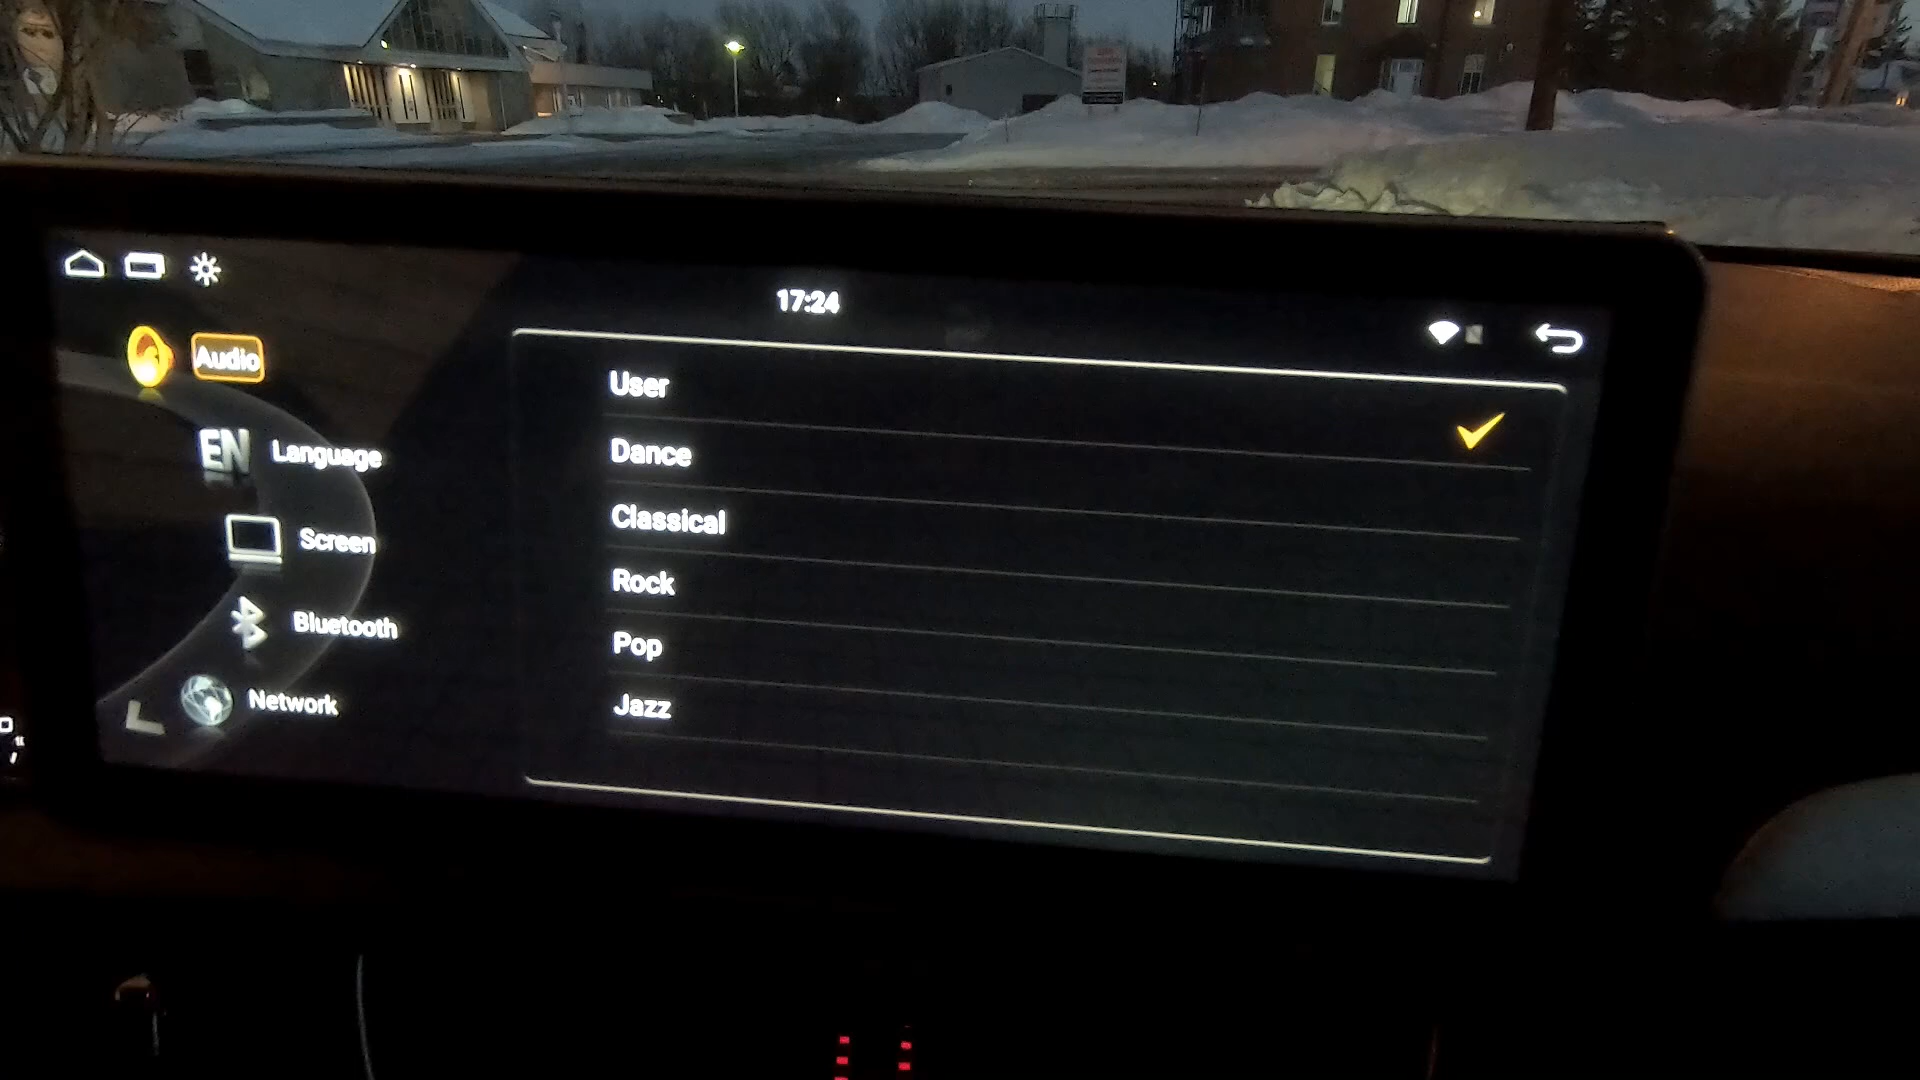 17:24
Audio
EN Language
Screen
Bluetooth
Network
User
Dance
Classical
Rock
Pop
Jazz